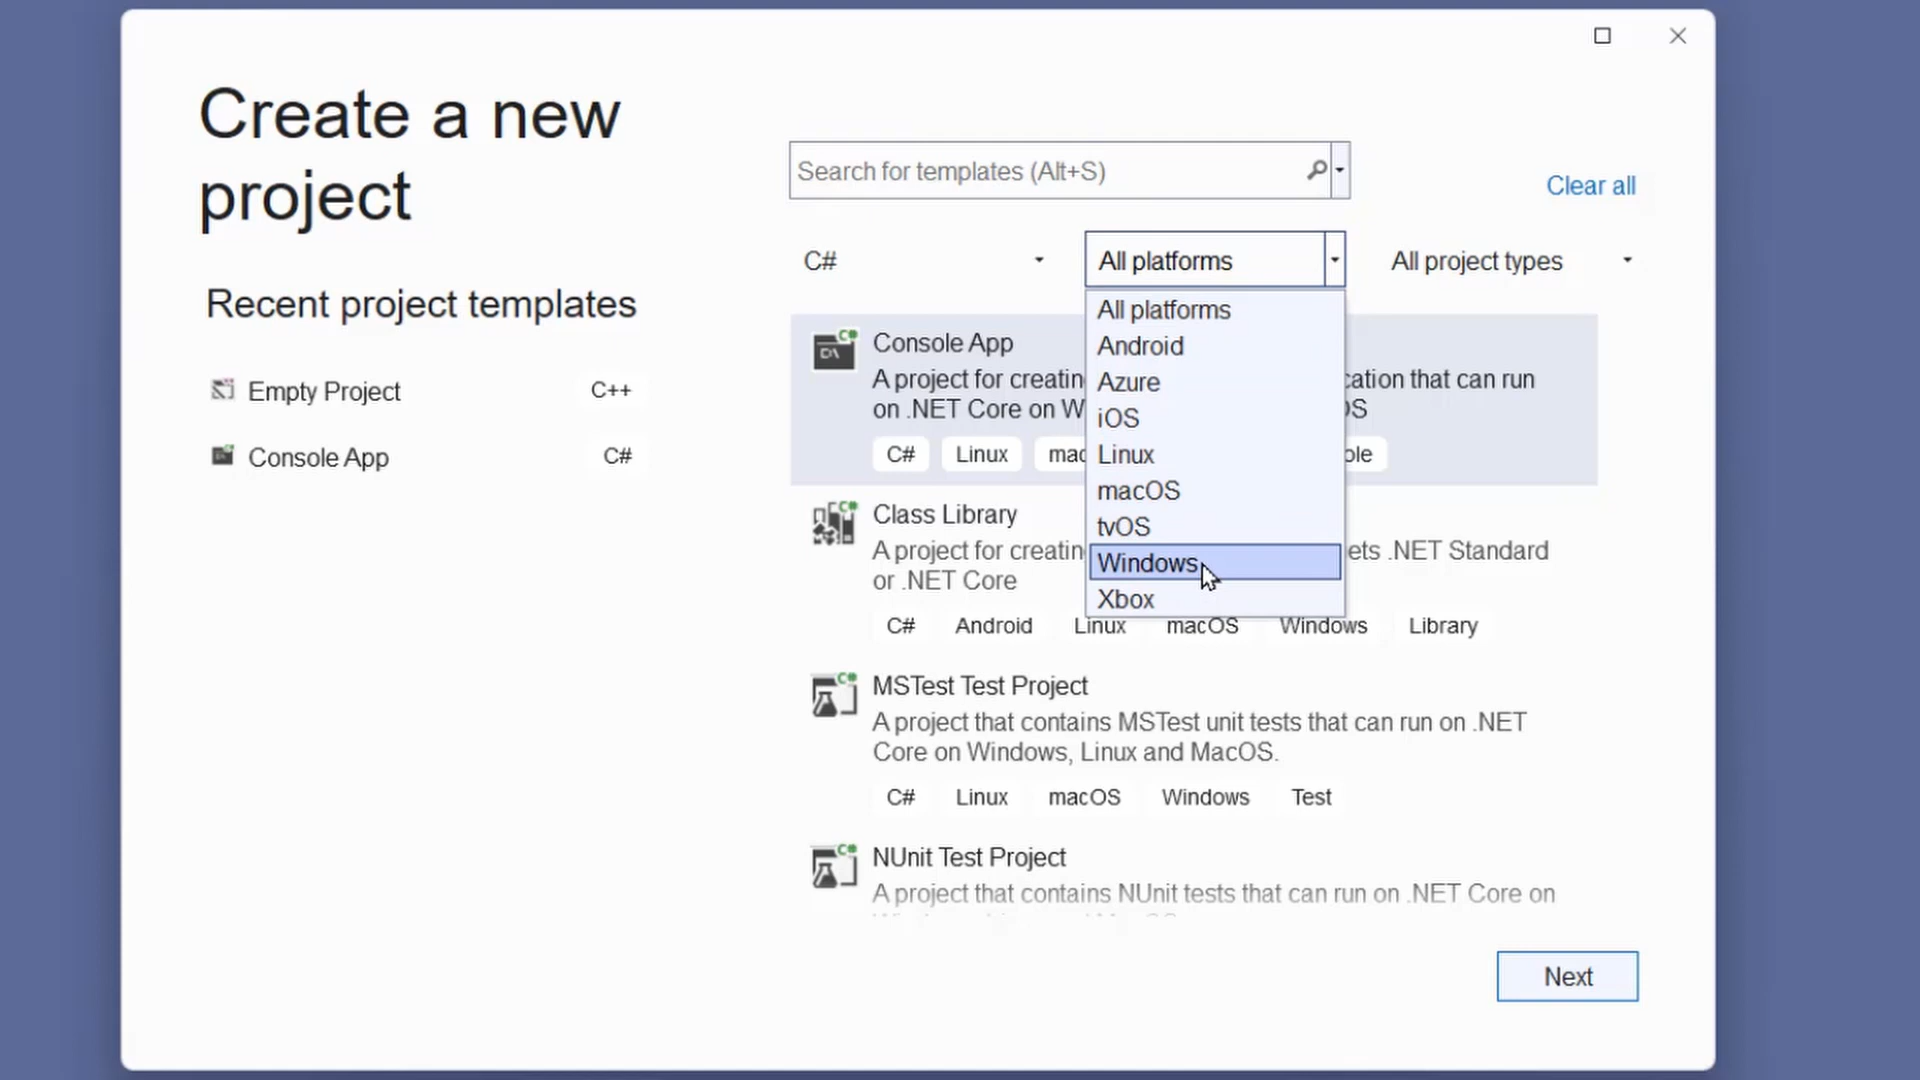 Create a new
project
Search for templates (Alt+S)
Clear all
C#
All platforms
All project types
Recent project templates
Empty Project
C++
Console App
C#
All platforms
Android
Azure
iOS
Linux
macOS
tvOS
Windows
Xbox
Console App
A project for creatin cation that can run
on .NET Core on W OS
C# Linux mac ole
Class Library
A project for creatin ets .NET Standard
or .NET Core
C# Android Linux macOS Windows Library
MSTest Test Project
A project that contains MSTest unit tests that can run on .NET
Core on Windows, Linux and MacOS.
C# Linux macOS Windows Test
NUnit Test Project
A project that contains NUnit tests that can run on .NET Core on
Next